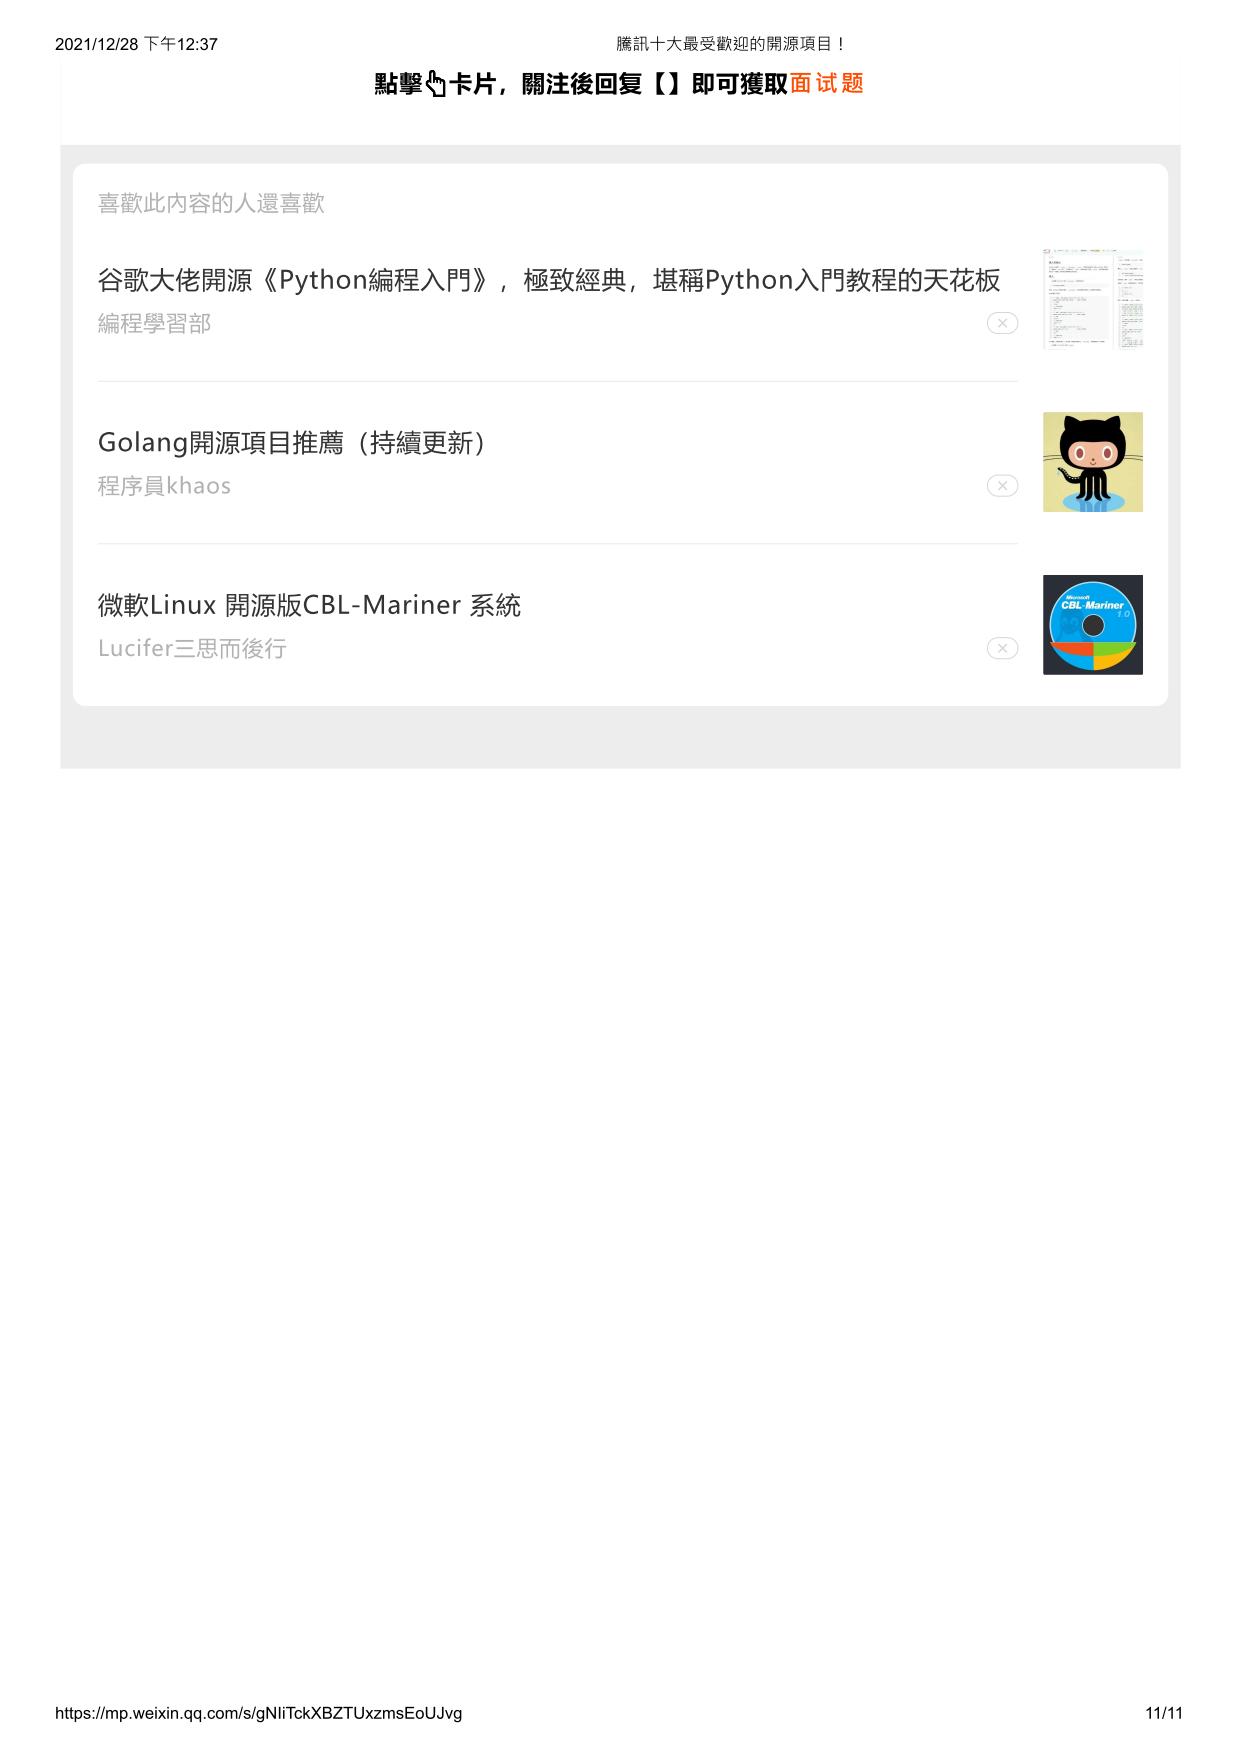 2021/12/28 下午12:37
騰訊十大最受歡迎的開源項目！
點擊卡片，關注後回复【】即可獲取面试题
喜歡此內容的人還喜歡
谷歌大佬開源《Python編程入門》，極致經典，堪稱Python入門教程的天花板
編程學習部
Golang開源項目推薦（持續更新）
程序員khaos
微軟Linux 開源版CBL-Mariner 系統
Lucifer三思而後行
Microsoft
CBL-Mariner
1.0
https://mp.weixin.qq.com/s/gNIiTckXBZTUxzmsEoUJvg
11/11